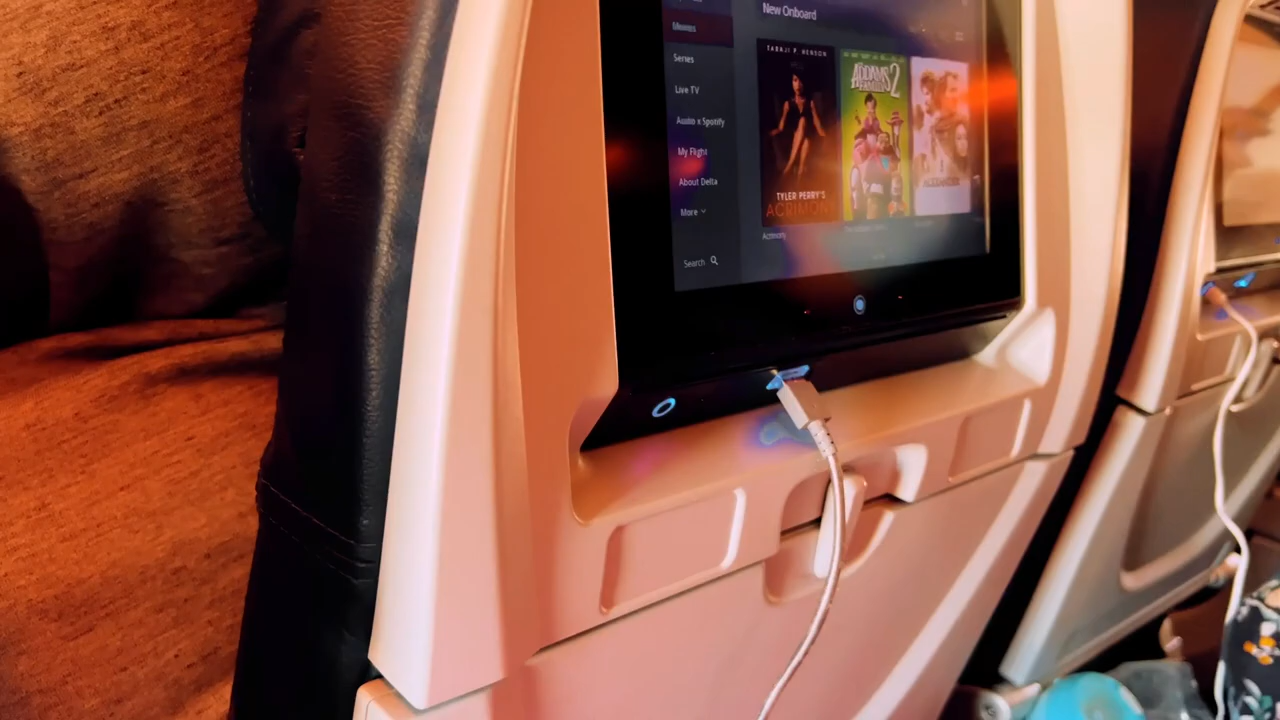 New Onboard
Movies
Series
Live TV
Audio x Spotify
My Flight
About Delta
More
Search
TARAJI P. HENSON
TYLER PERRY'S
ACRIMONY
Acrimony
ADDAMS
FAMILY 2